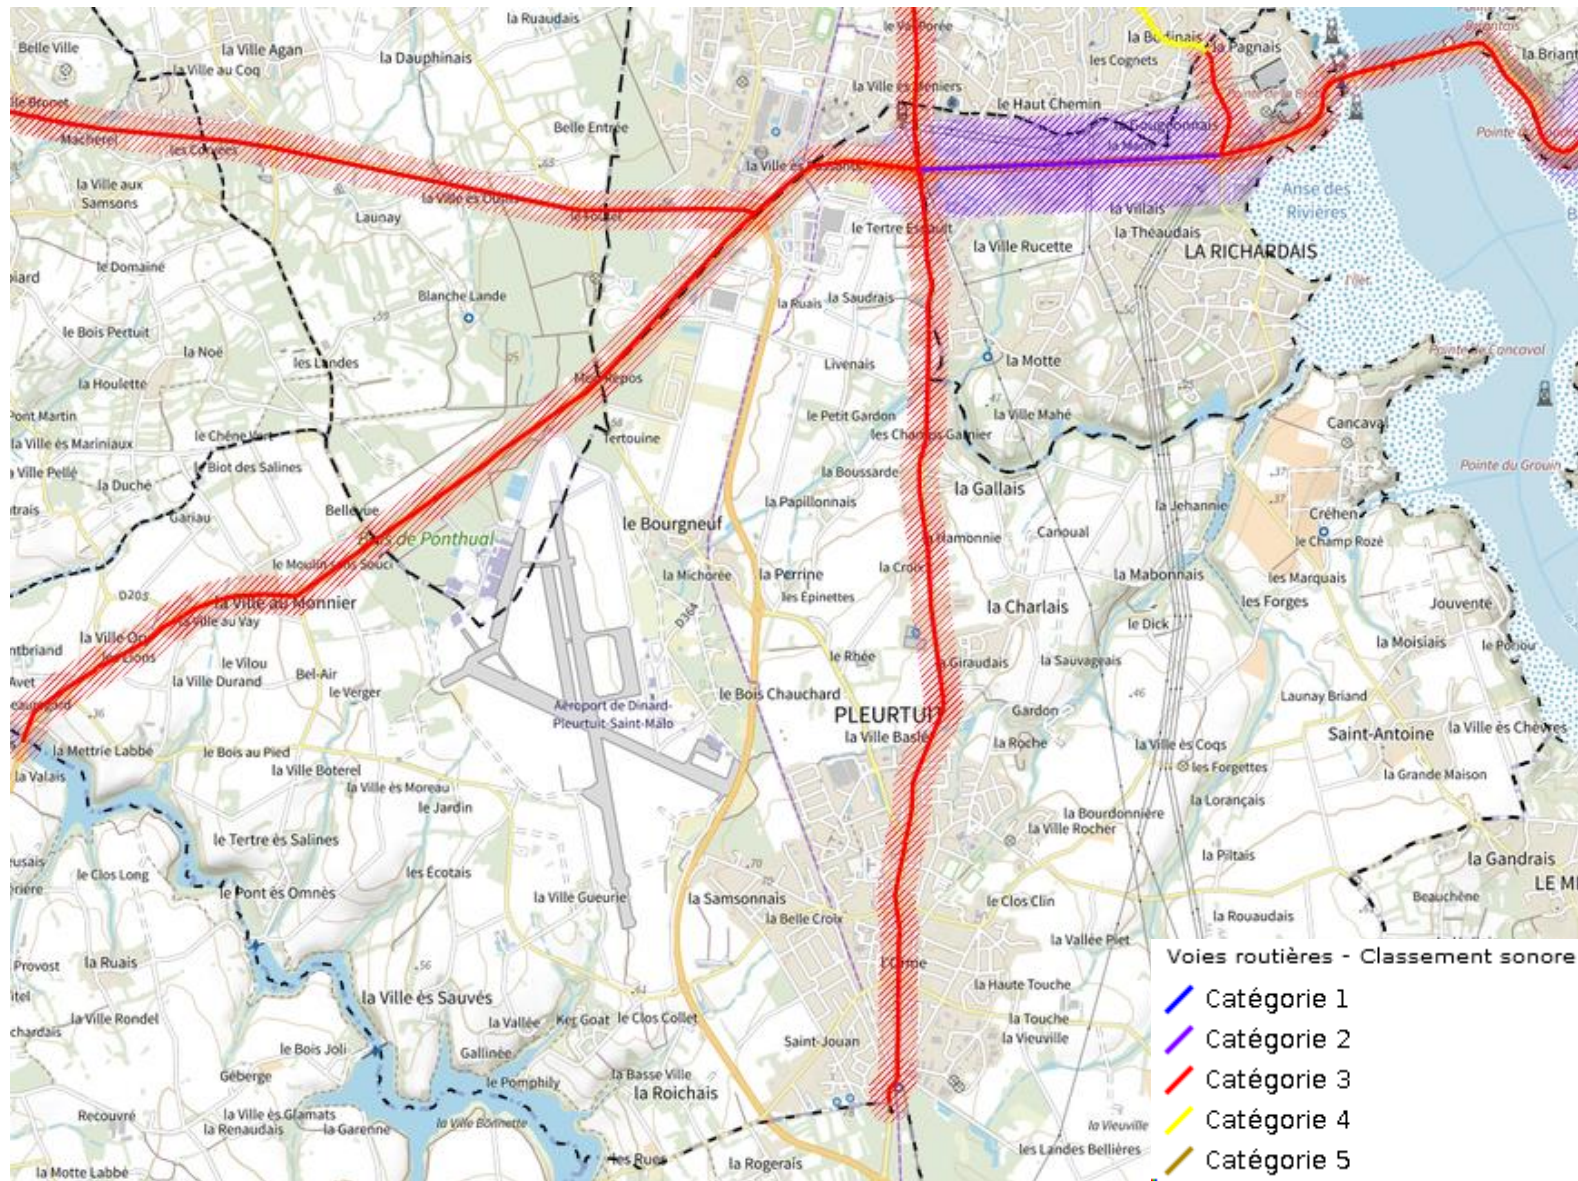 la Ruaudais
Belle Ville
la Ville Agan
la Dauphinais
la Ville au Coq
le Haut Chemin
les Cognets
la Pagnais
Belle Entrée
Macherel
les Corvées
la Ville aux
Samsons
Launay
la Villais
Anse des
Rivières
la Théaudais
la Ville Rucette
LA RICHARDAIS
le Domaine
Blanche Lande
la Ruais
la Saudrais
le Bois Pertuit
la Noë
les Landes
la Houlette
Livenais
la Motte
Pointe de Cancaval
Mon Repos
Pont Martin
le Petit Gardon
la Ville Mahé
Cancaval
la Ville ès Mariniaux
le Chêne Vert
Tertouine
les Champs Garnier
le Biot des Salines
la Boussarde
Pointe du Grouin
la Duché
la Gallais
Gariau
Bellevue
la Papillonnais
la Jehannie
le Bourgneuf
Canoual
Créhen
Bois de Ponthual
le Champ Rozé
le Moulin sans Souci
la Michorée
la Perrine
la Croix
la Mabonnais
les Marquais
D203
la Ville au Monnier
les Épinettes
la Charlais
les Forges
Jouvente
la Ville au Vay
D364
le Dick
la Moisiais
le Vilou
Bel-Air
le Rhée
la Giraudais
la Sauvageais
la Ville Durand
le Verger
le Bois Chauchard
46
Launay Briand
Aéroport de Dinard-
Pleurtuit-Saint-Malo
PLEURTUIT
Gardon
la Ville Basle
la Mettrie Labbé
le Bois au Pied
la Roche
la Ville ès Coqs
Saint-Antoine
la Ville ès Chèvres
la Valais
la Ville Boterel
les Forgettes
la Grande Maison
la Ville ès Moreau
le Jardin
la Lorançais
la Bourdonnière
la Ville Rocher
le Tertre ès Salines
la Piltais
la Gandrais
le Clos Long
les Écotais
70
LE MI
le Pont ès Omnès
la Ville Gueurie
la Samsonnais
le Clos Clin
Beauchêne
la Belle Croix
la Rouaudais
la Vallée Piet
Provost
la Ruais
56
l'Orme
Voies routières - Classement sonore
la Haute Touche
la Ville ès Sauvés
Catégorie 1
la Ville Rondel
la Vallée
Ker Goat
le Clos Collet
la Touche
la Vieuville
Catégorie 2
le Bois Joli
Gallinée
Saint-Jouan
Géberge
le Pomphily
la Basse Ville
la Roichais
Catégorie 3
Recouvré
la Ville ès Glamats
la Renaudais
la Garenne
la Ville Bonnette
la Vieuville
Catégorie 4
les Rues
la Rogerais
les Landes Bellières
la Motte Labbé
Catégorie 5